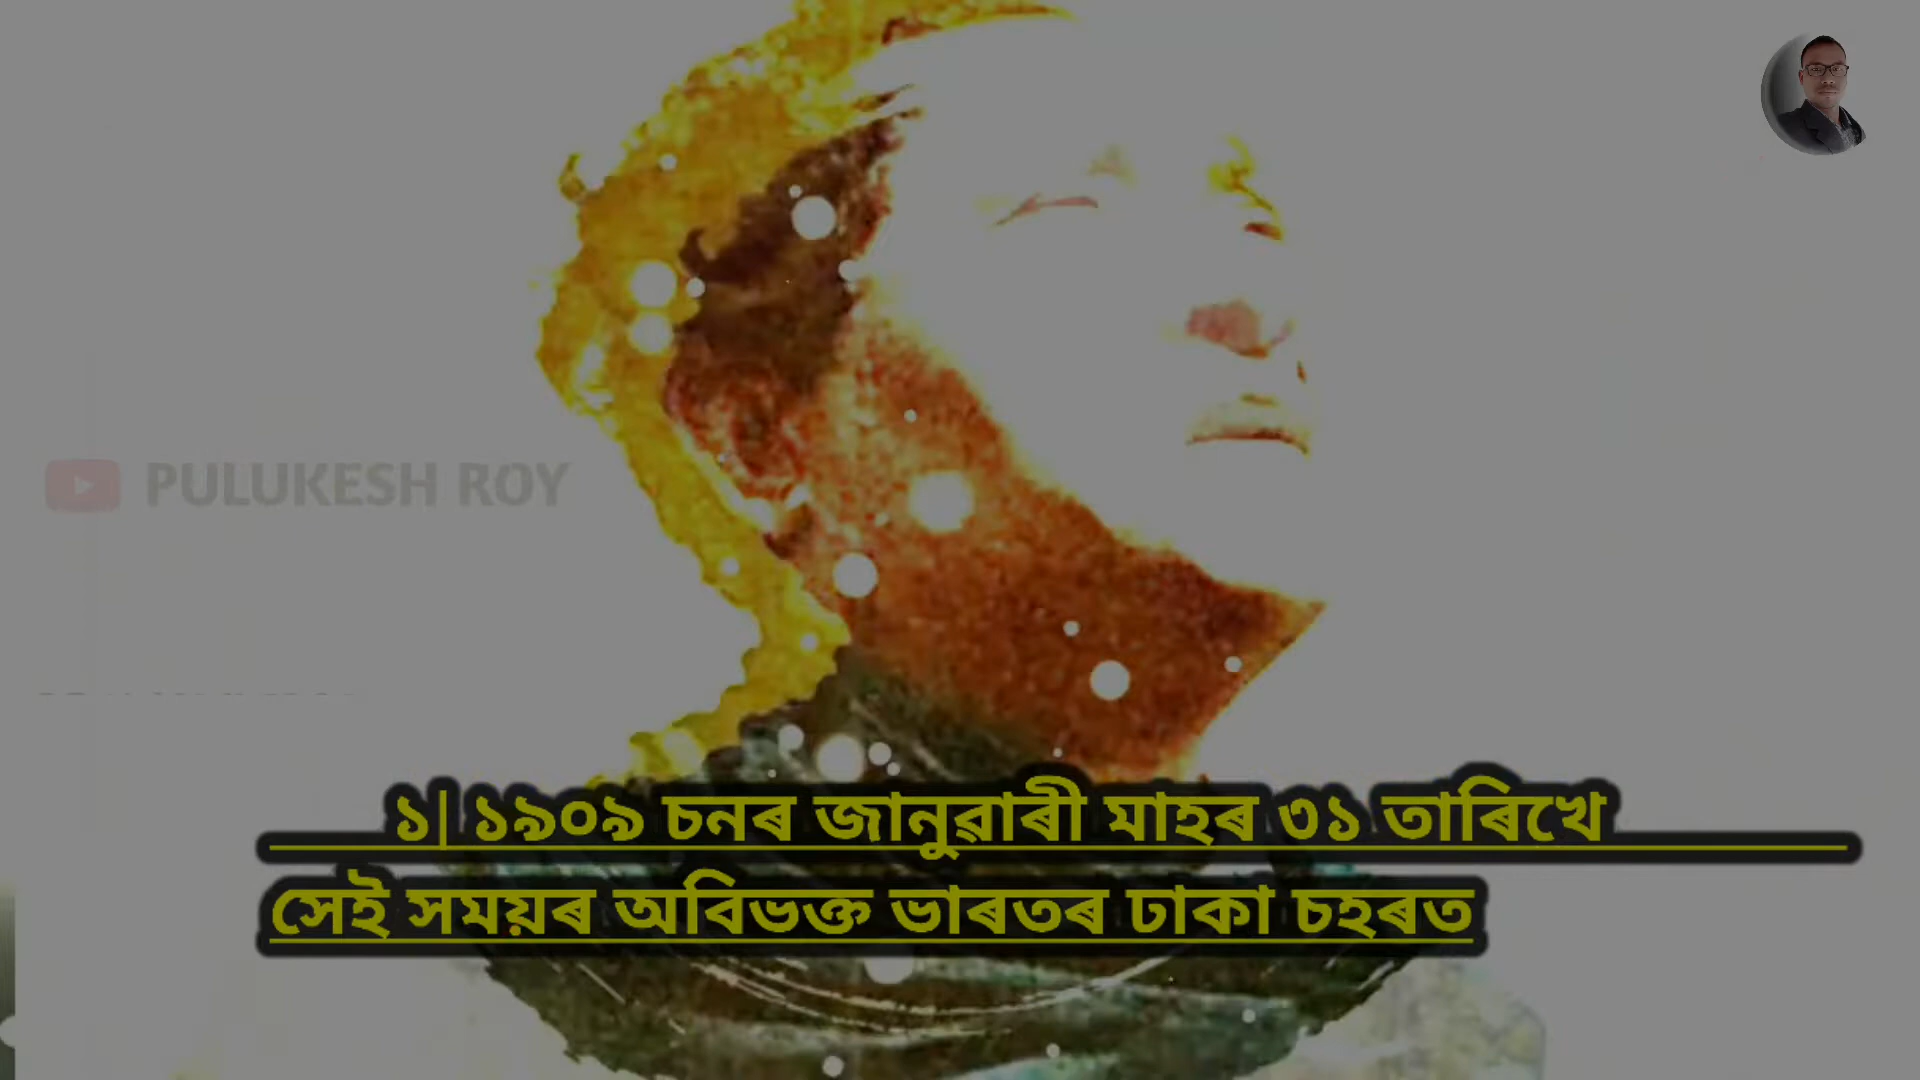 PULUKESH ROY
১| ১৯০৯ চনৰ জানুৱাৰী মাহৰ ৩১ তাৰিখে
সেই সময়ৰ অবিভক্ত ভাৰতৰ ঢাকা চহৰত